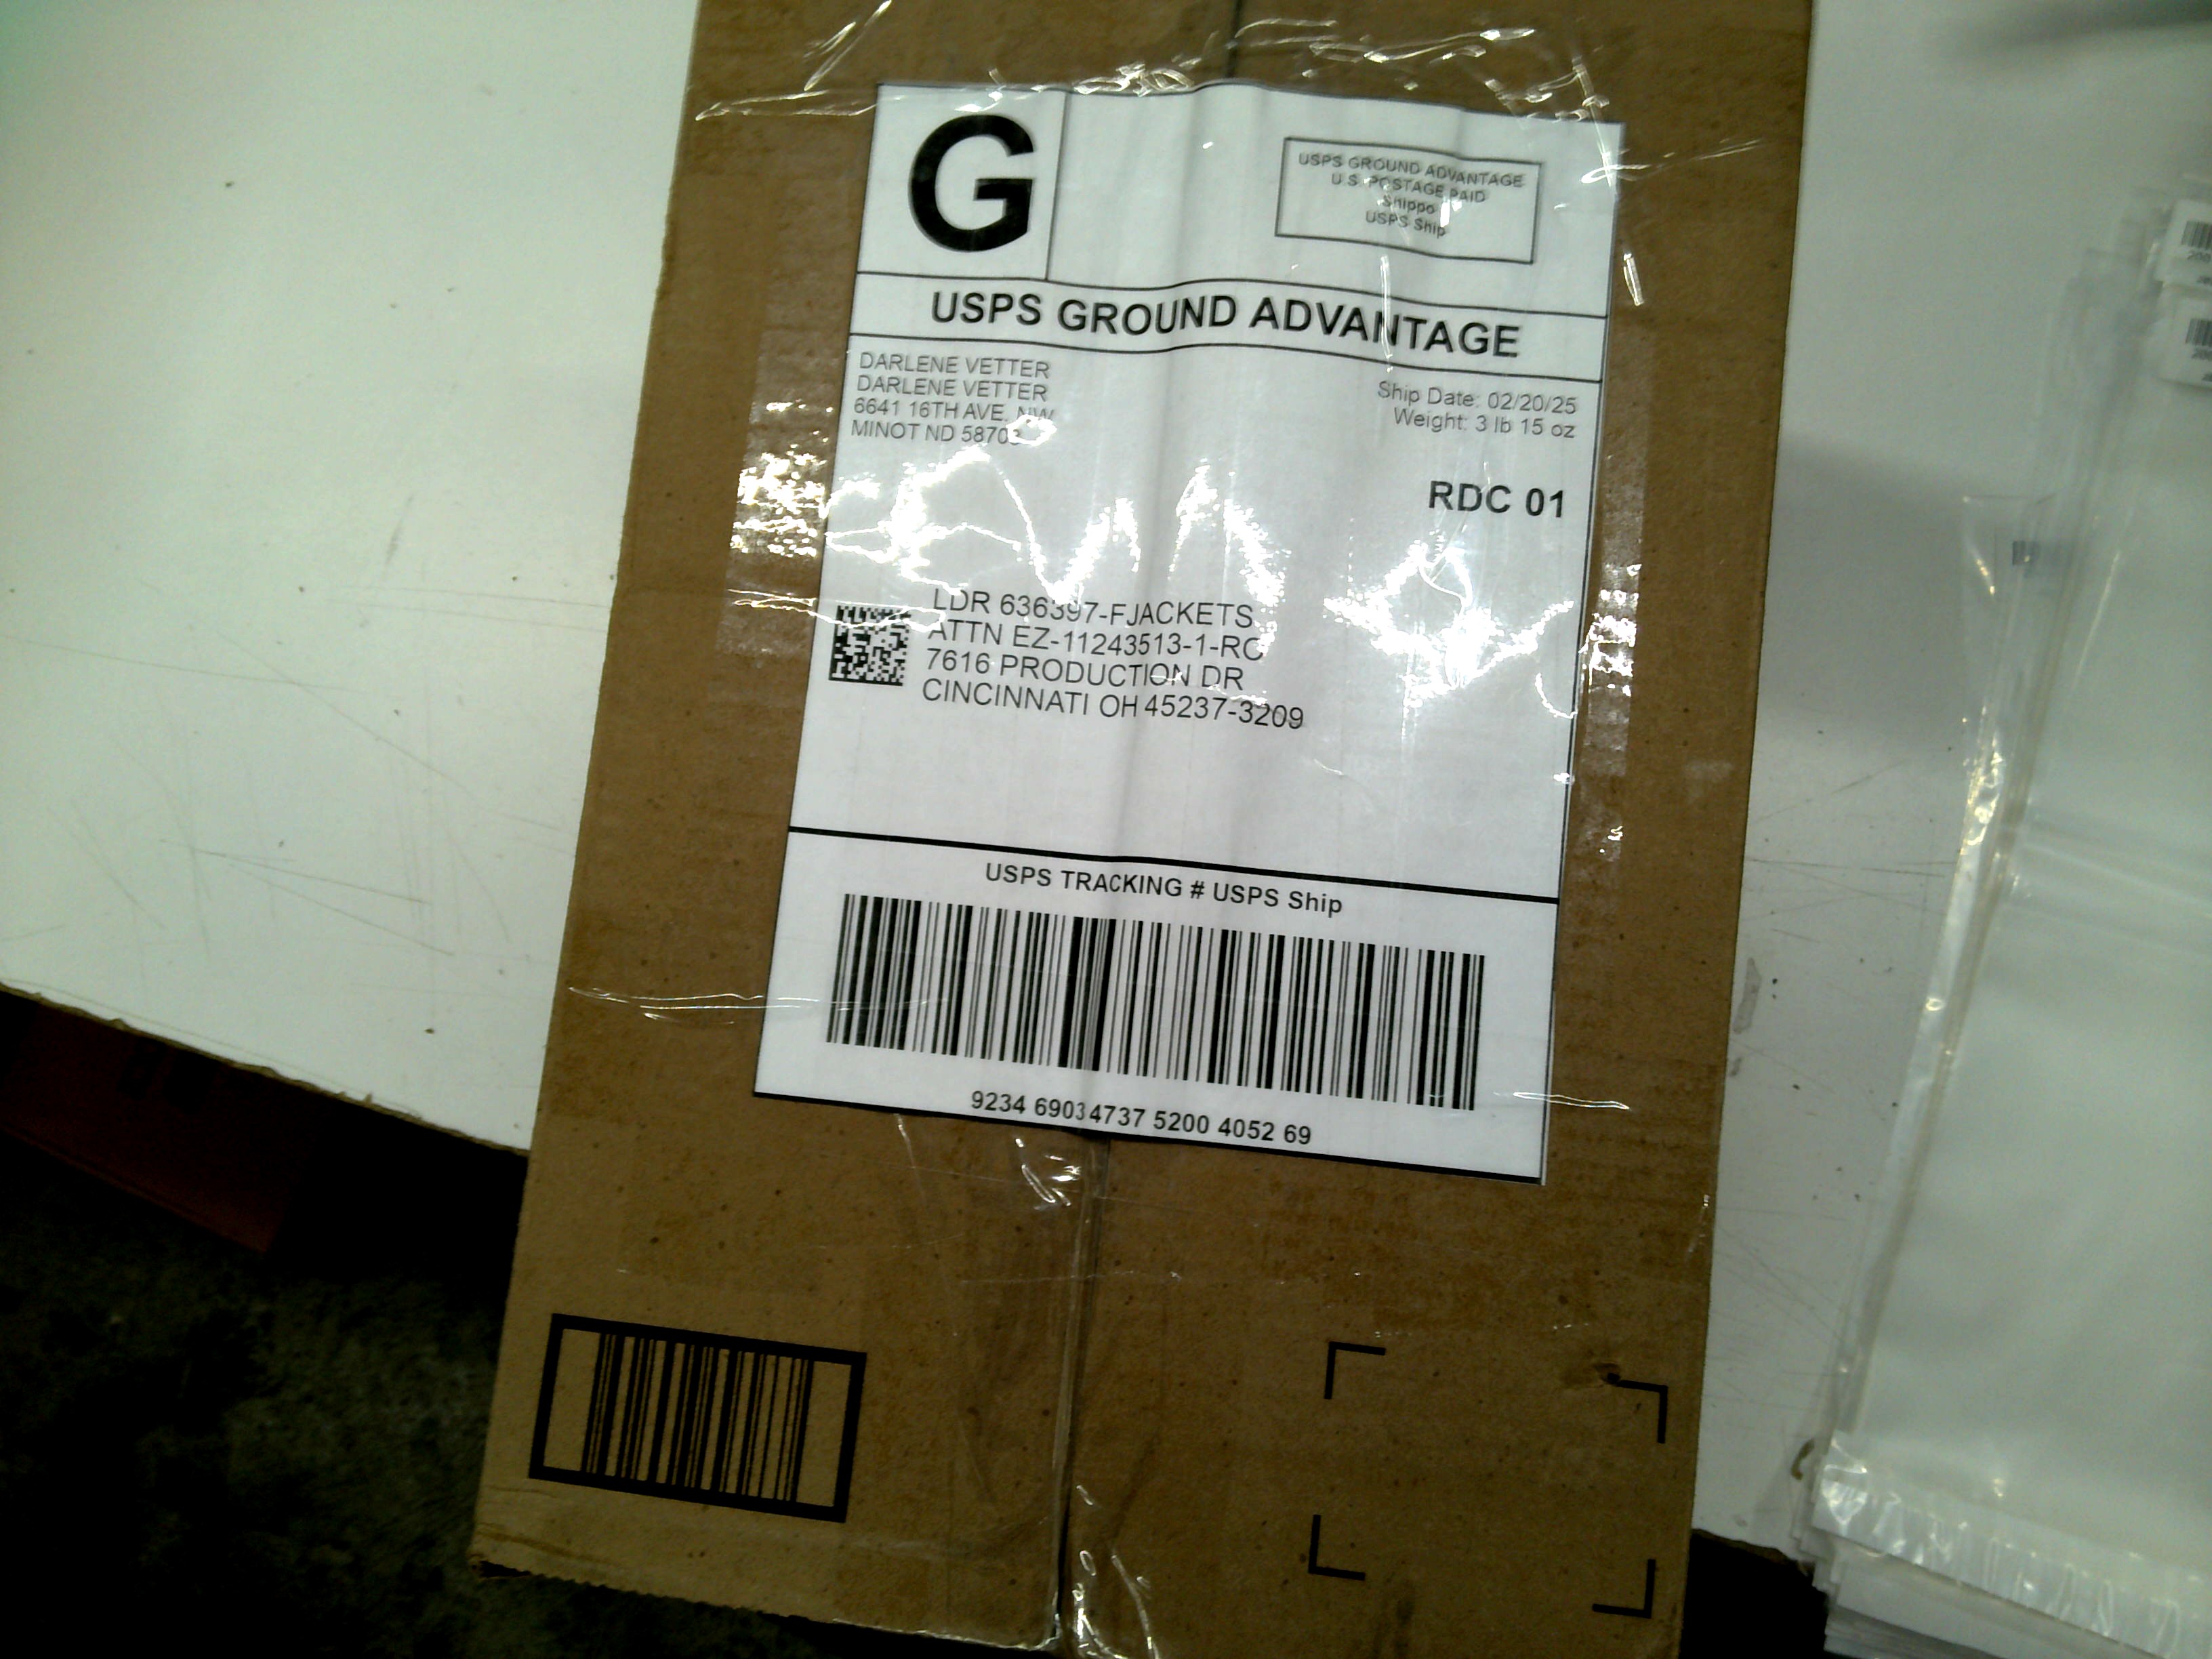 G
USPS GROUND ADVANTAGE
U.S. POSTAGE PAID
Shippo
USPS Ship
USPS GROUND ADVANTAGE
DARLENE VETTER
DARLENE VETTER
6641 16TH AVE. NW
MINOT ND 58703
Ship Date: 02/20/25
Weight: 3 lb 15 oz
RDC 01
LDR 636397-FJACKETS
ATTN EZ-11243513-1-RC
7616 PRODUCTION DR
CINCINNATI OH 45237-3209
USPS TRACKING # USPS Ship
9234 6903 4737 5200 4052 69